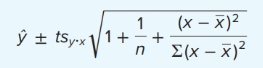 ŷ ± ts_{y·x} √(1 + 1/n + (x − x̄)²/Σ(x − x̄)²)